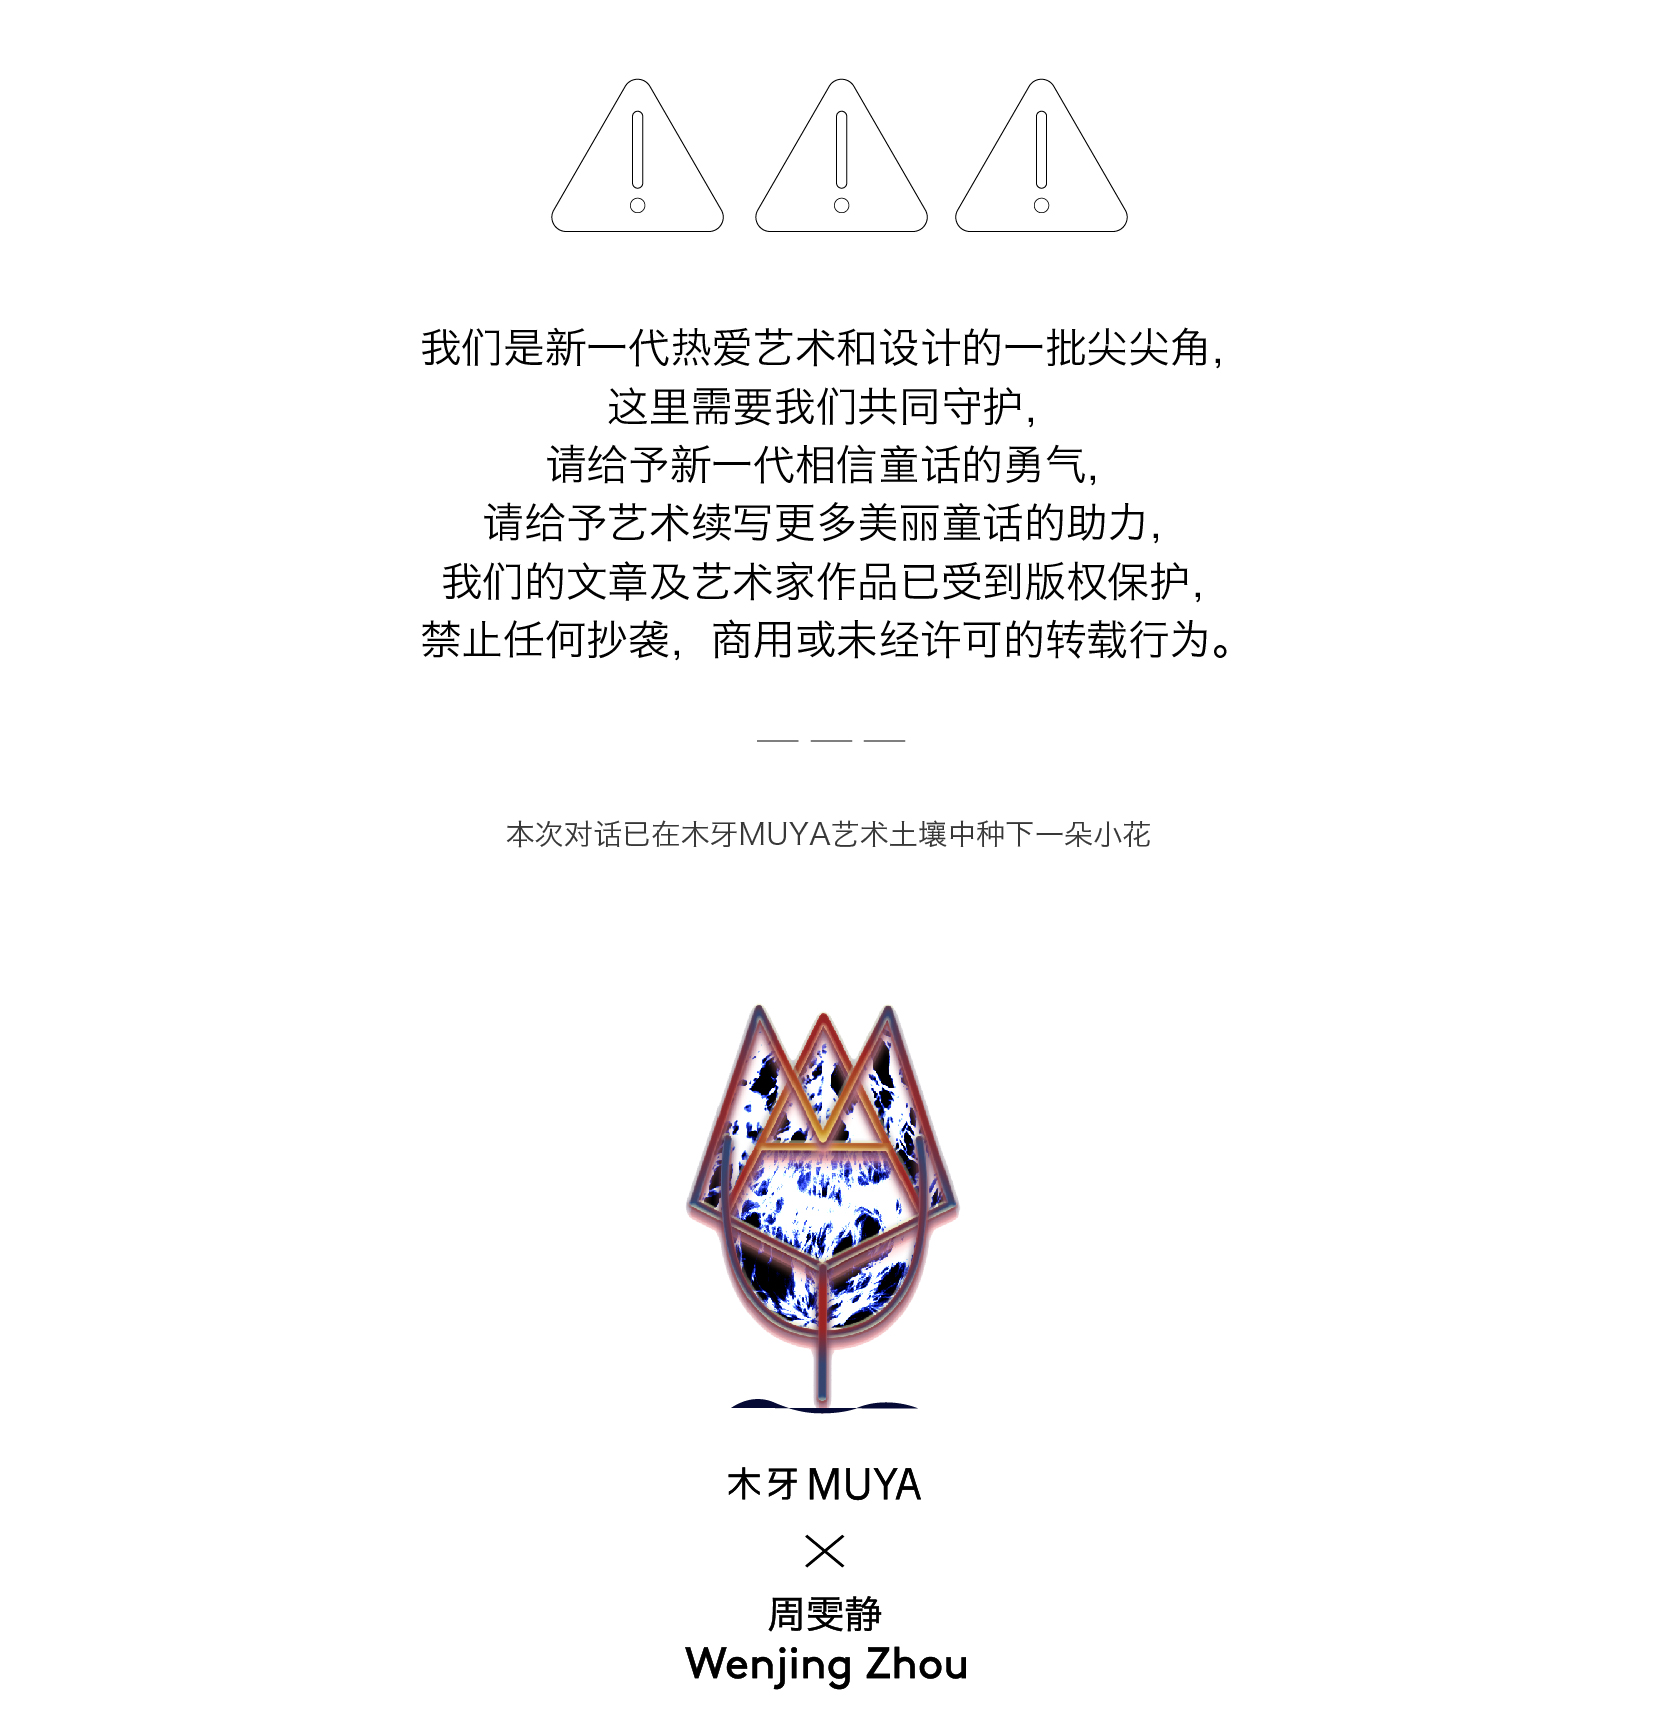 我们是新一代热爱艺术和设计的一批尖尖角，
这里需要我们共同守护，
请给予新一代相信童话的勇气，
请给予艺术续写更多美丽童话的助力，
我们的文章及艺术家作品已受到版权保护，
禁止任何抄袭，商用或未经许可的转载行为。
本次对话已在木牙MUYA艺术土壤中种下一朵小花
木牙MUYA
×
周雯静
Wenjing Zhou